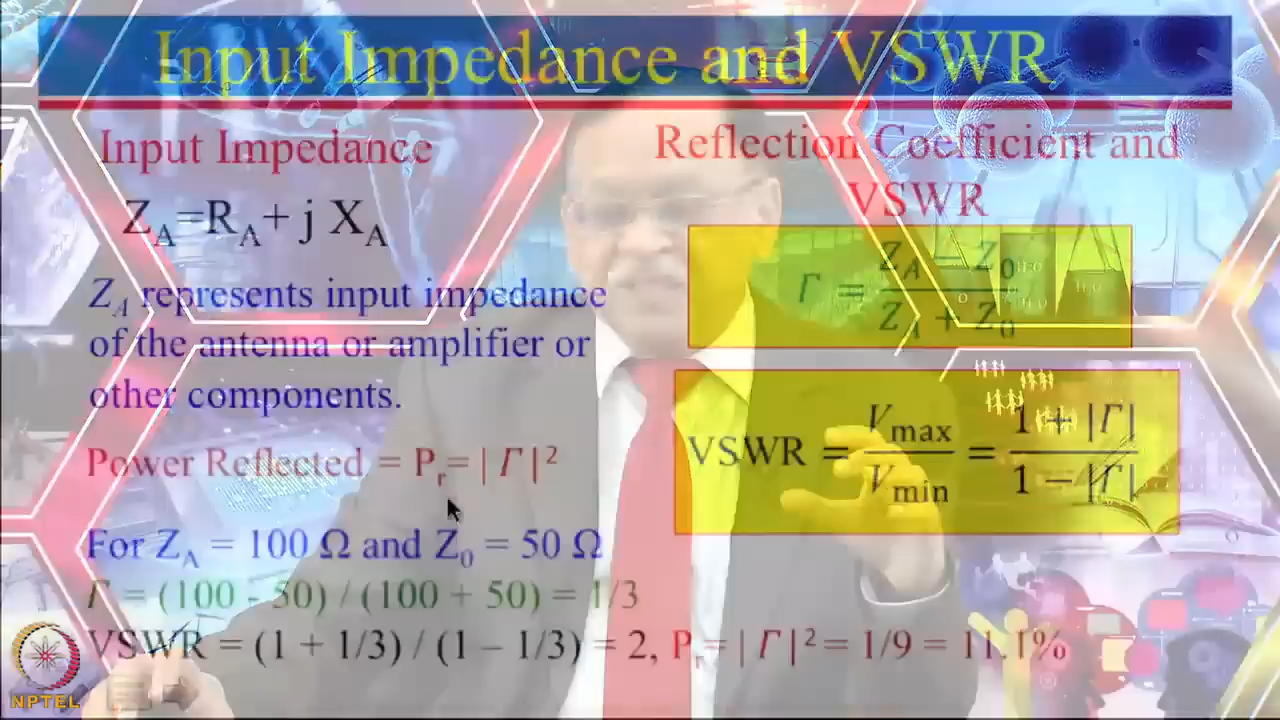 Input Impedance and VSWR
Input Impedance
Z_A=R_A+ j X_A
Z_A represents input impedance
of the antenna or amplifier or
other components.
Power Reflected = P_r= | Γ |²
For Z_A = 100 Ω and Z_0 = 50 Ω
Γ = (100 - 50) / (100 + 50) = 1/3
VSWR = (1 + 1/3) / (1 – 1/3) = 2, P_r= | Γ |² = 1/9 = 11.1%
Reflection Coefficient and
VSWR
Γ = (Z_A − Z_0) / (Z_A + Z_0)
VSWR = V_max / V_min = (1 + |Γ|) / (1 − |Γ|)
NPTEL